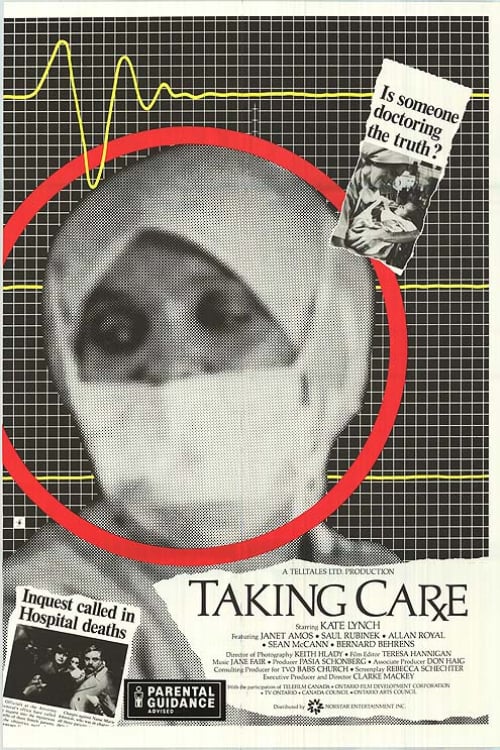 Is someone
doctoring
the truth?
Inquest called in
Hospital deaths
A TELLTALES LTD. PRODUCTION
TAKING CARE
Starring KATE LYNCH
Featuring JANET AMOS • SAUL RUBINEK • ALLAN ROYAL
• SEAN McCANN • BERNARD BEHRENS
Director of Photography KEITH HLADY • Film Editor TERESA HANNIGAN
Music JANE FAIR • Producer PASIA SCHONBERG • Associate Producer DON HAIG
Consulting Producer for TVO BABS CHURCH • Screenplay REBECCA SCHECHTER
Executive Producer and Director CLARKE MACKEY
With the participation of TELEFILM CANADA • ONTARIO FILM DEVELOPMENT CORPORATION
• TV ONTARIO • CANADA COUNCIL • ONTARIO ARTS COUNCIL
Distributed by NORSTAR ENTERTAINMENT INC.
PARENTAL
GUIDANCE
ADVISED